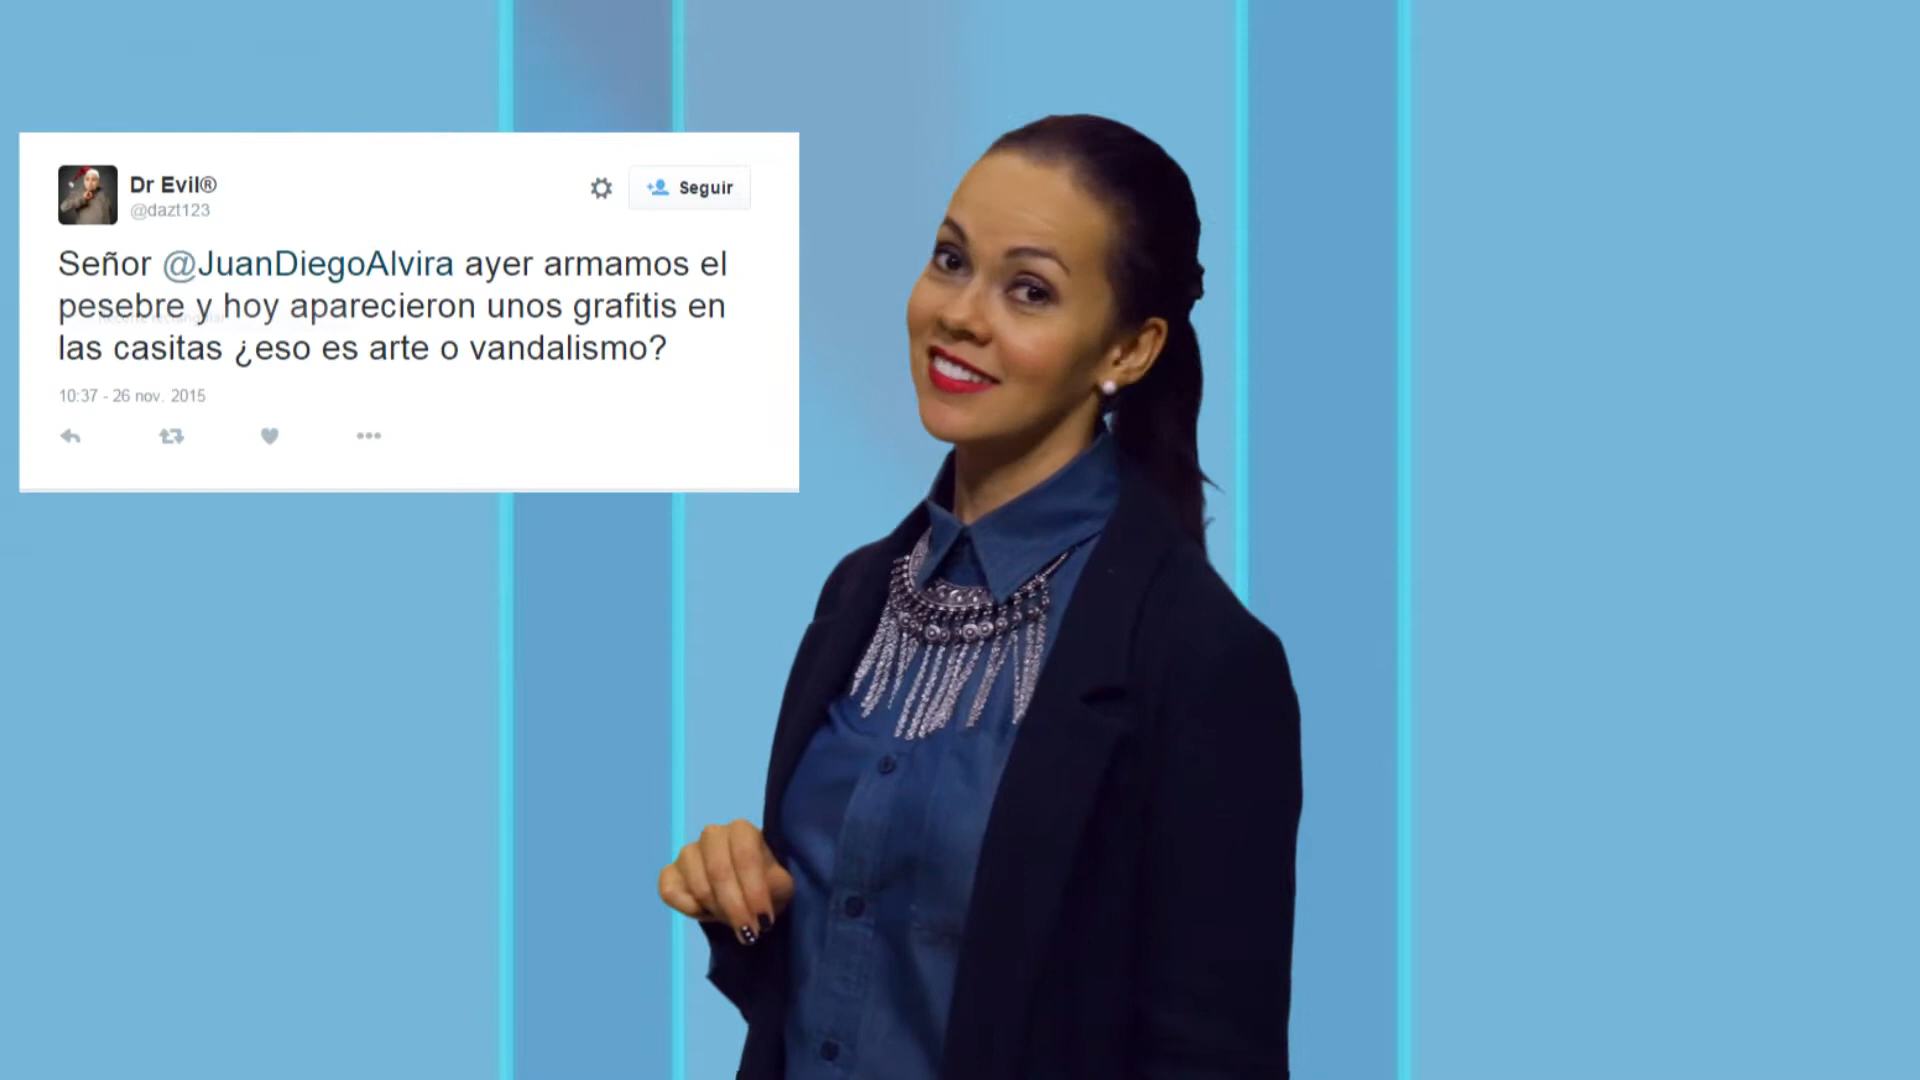 Dr Evil®
@dazt123
Seguir
Señor @JuanDiegoAlvira ayer armamos el
pesebre y hoy aparecieron unos grafitis en
las casitas ¿eso es arte o vandalismo?
10:37 - 26 nov. 2015